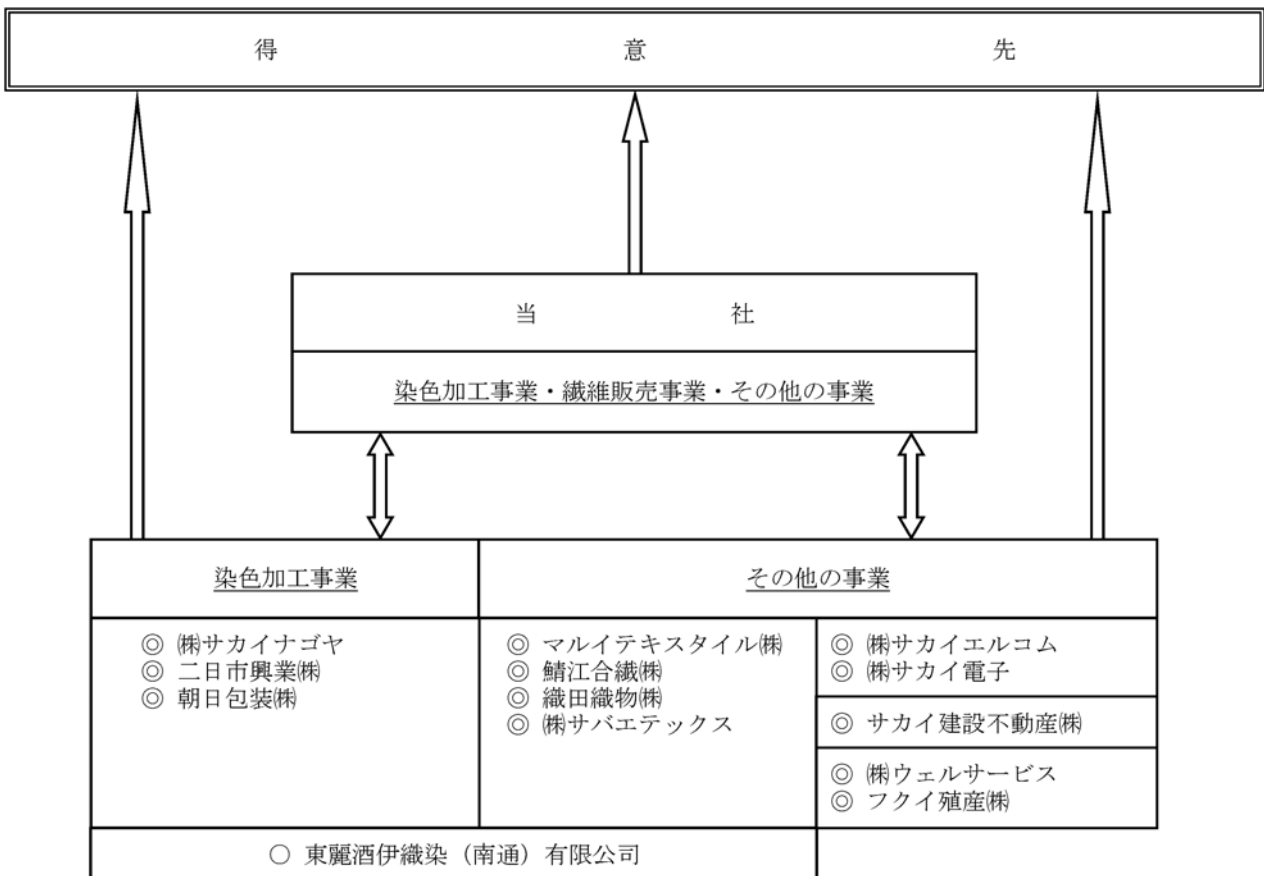 得意先
当社
染色加工事業・繊維販売事業・その他の事業
染色加工事業
その他の事業
◎ ㈱サカイナゴヤ
◎ 二日市興業㈱
◎ 朝日包装㈱
◎ マルイテキスタイル㈱
◎ 鯖江合繊㈱
◎ 織田織物㈱
◎ ㈱サバエテックス
◎ ㈱サカイエルコム
◎ ㈱サカイ電子
◎ サカイ建設不動産㈱
◎ ㈱ウェルサービス
◎ フクイ殖産㈱
○ 東麗酒伊織染（南通）有限公司